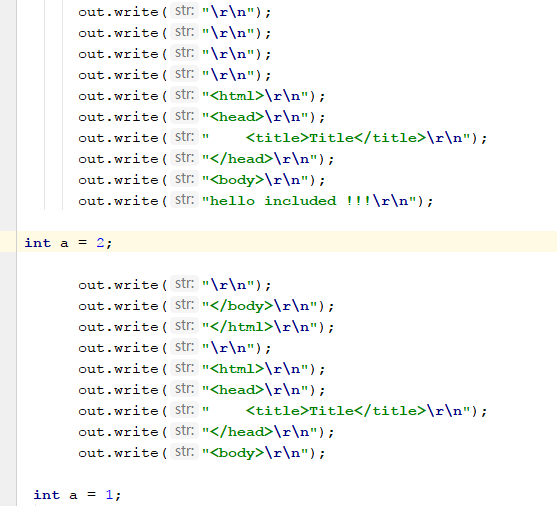 out.write( str: "\r\n");
out.write( str: "\r\n");
out.write( str: "\r\n");
out.write( str: "\r\n");
out.write( str: "<html>\r\n");
out.write( str: "<head>\r\n");
out.write( str: "    <title>Title</title>\r\n");
out.write( str: "</head>\r\n");
out.write( str: "<body>\r\n");
out.write( str: "hello included !!!\r\n");
int a = 2;
out.write( str: "\r\n");
out.write( str: "</body>\r\n");
out.write( str: "</html>\r\n");
out.write( str: "\r\n");
out.write( str: "<html>\r\n");
out.write( str: "<head>\r\n");
out.write( str: "    <title>Title</title>\r\n");
out.write( str: "</head>\r\n");
out.write( str: "<body>\r\n");
int a = 1;